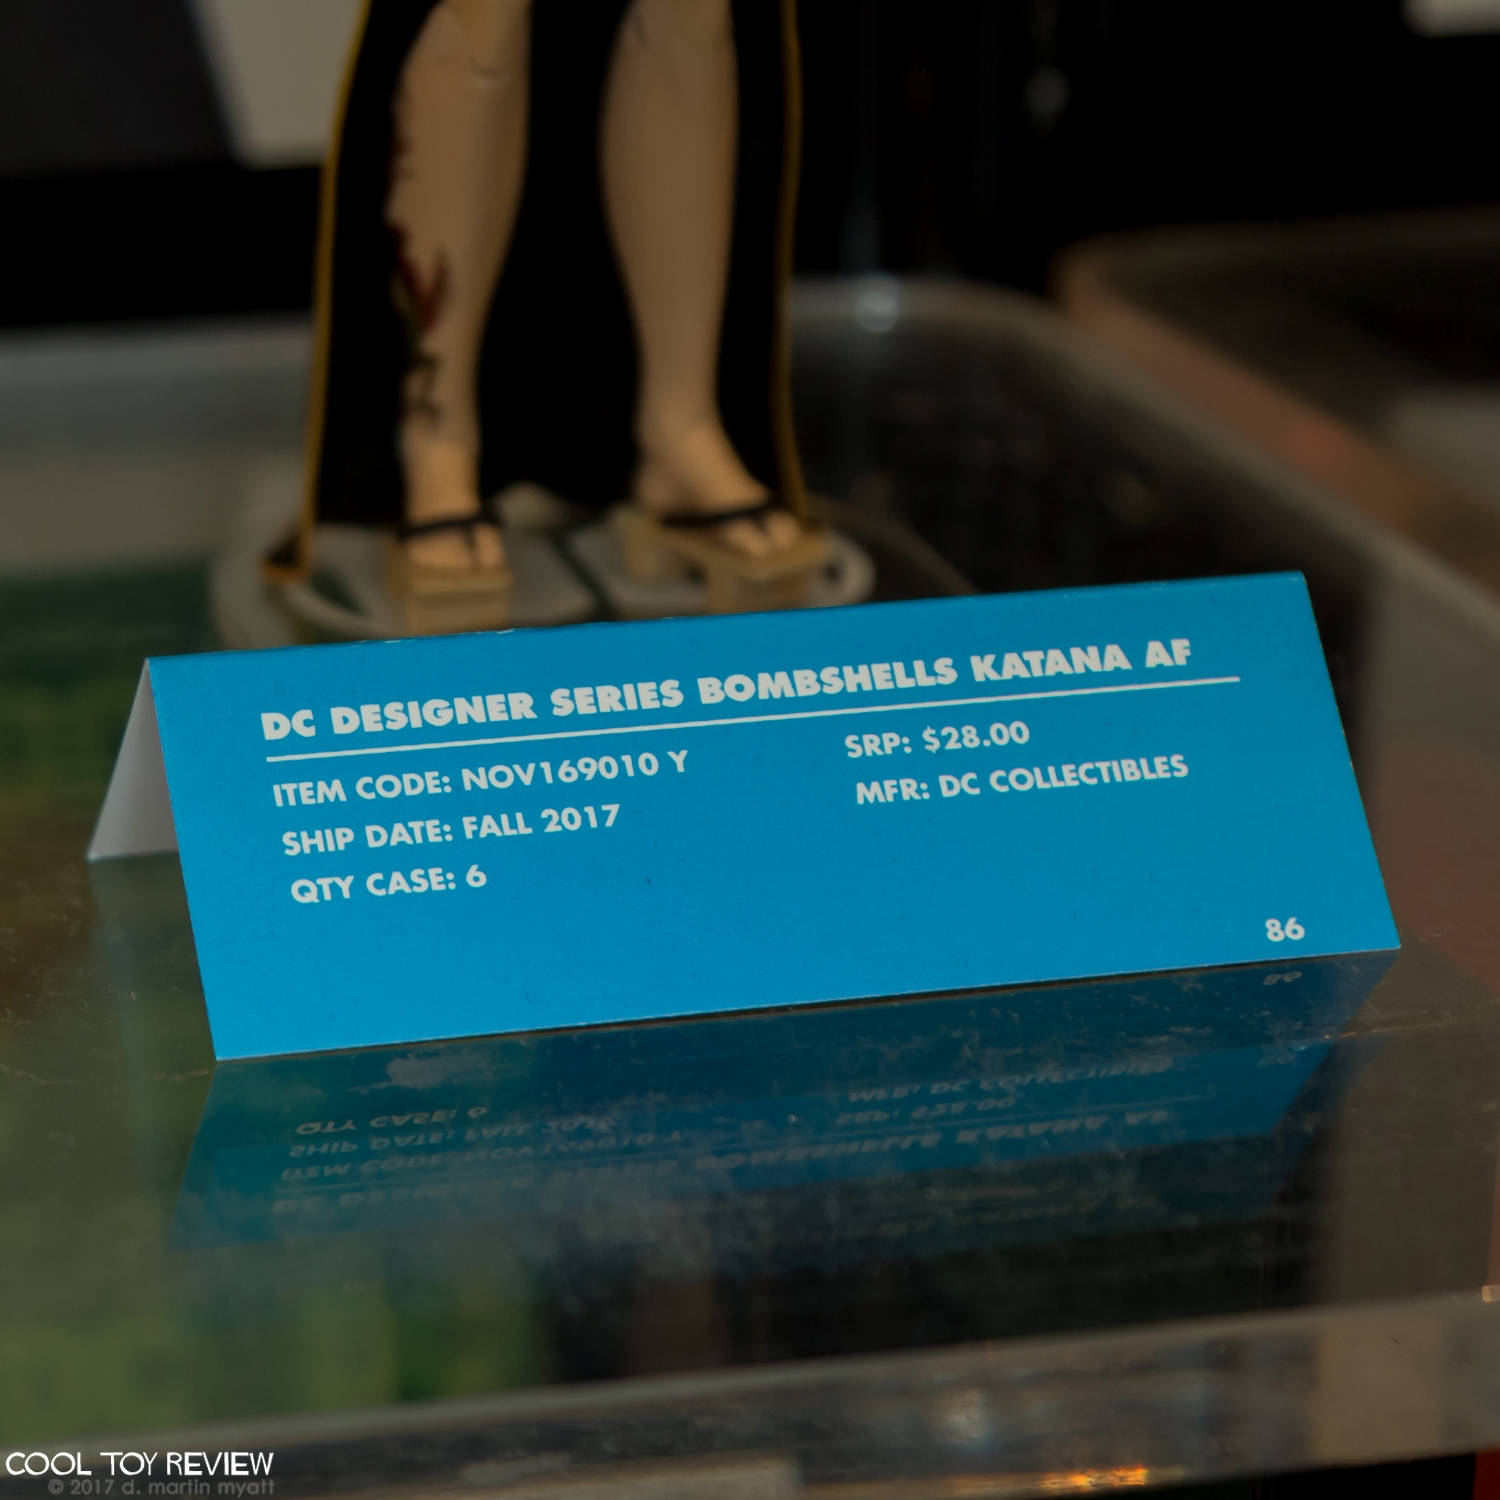 DC DESIGNER SERIES BOMBSHELLS KATANA AF
ITEM CODE: NOV169010 Y
SHIP DATE: FALL 2017
QTY CASE: 6
SRP: $28.00
MFR: DC COLLECTIBLES
86
COOL TOY REVIEW
© 2017 d. martin myatt